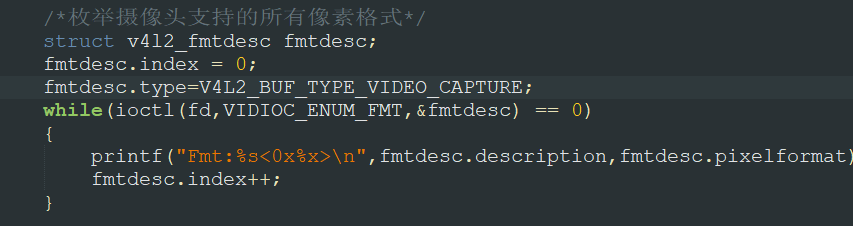 /*枚举摄像头支持的所有像素格式*/
struct v4l2_fmtdesc fmtdesc;
fmtdesc.index = 0;
fmtdesc.type=V4L2_BUF_TYPE_VIDEO_CAPTURE;
while(ioctl(fd,VIDIOC_ENUM_FMT,&fmtdesc) == 0)
{
printf("Fmt:%s<0x%x>\n",fmtdesc.description,fmtdesc.pixelformat)
fmtdesc.index++;
}